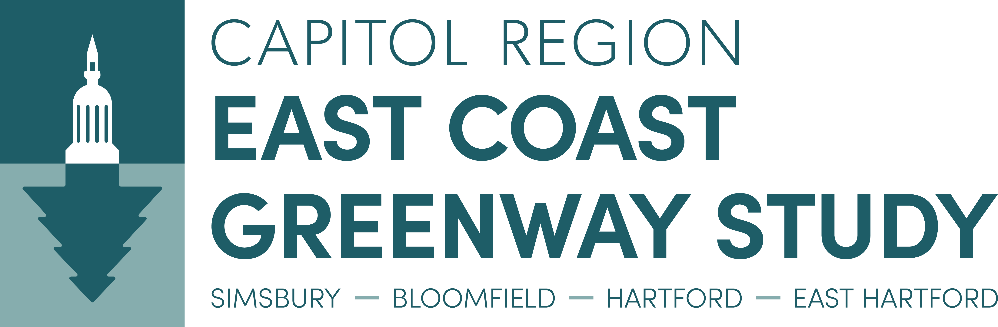 CAPITOL REGION
EAST COAST
GREENWAY STUDY
SIMSBURY — BLOOMFIELD — HARTFORD — EAST HARTFORD